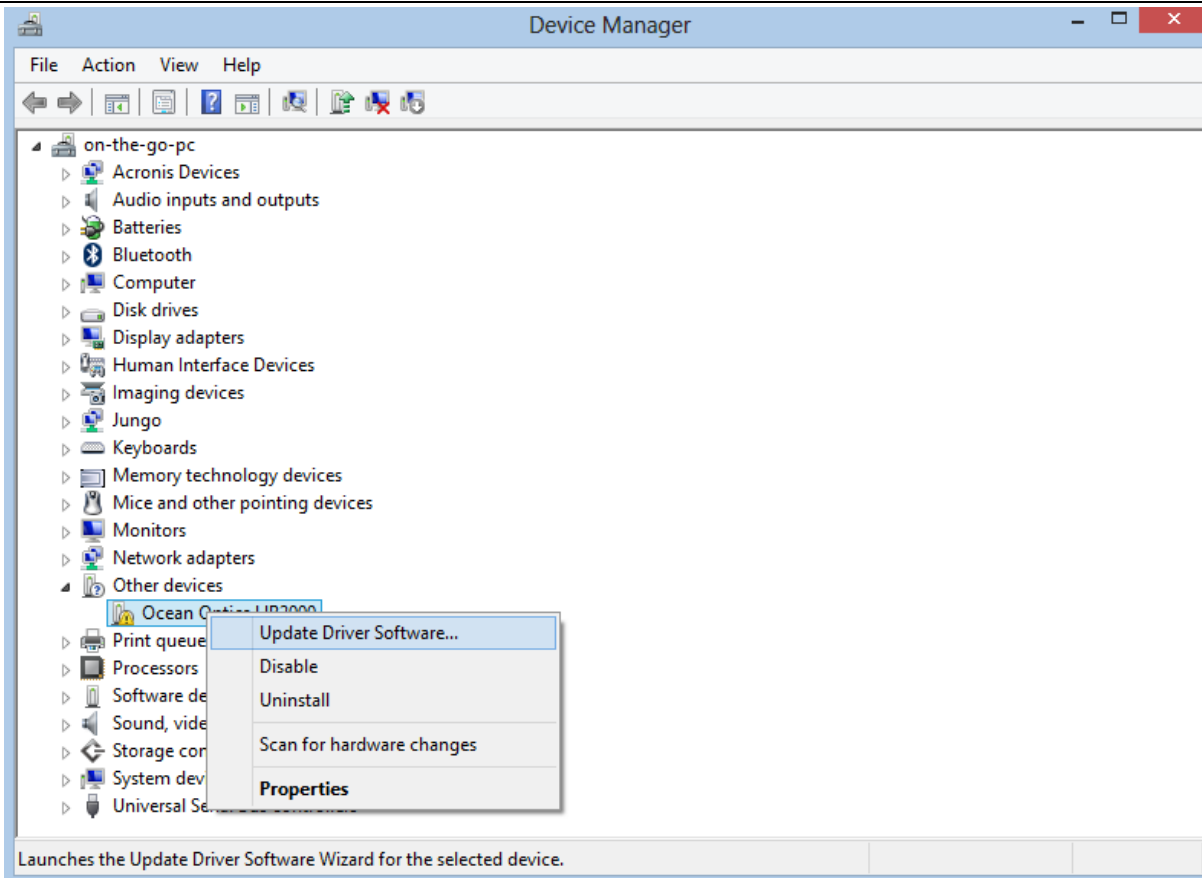 Device Manager
File Action View Help
on-the-go-pc
Acronis Devices
Audio inputs and outputs
Batteries
Bluetooth
Computer
Disk drives
Display adapters
Human Interface Devices
Imaging devices
Jungo
Keyboards
Memory technology devices
Mice and other pointing devices
Monitors
Network adapters
Other devices
Ocean
Print queue
Processors
Software de
Sound, vide
Storage con
System dev
Universal
Update Driver Software...
Disable
Uninstall
Scan for hardware changes
Properties
Launches the Update Driver Software Wizard for the selected device.